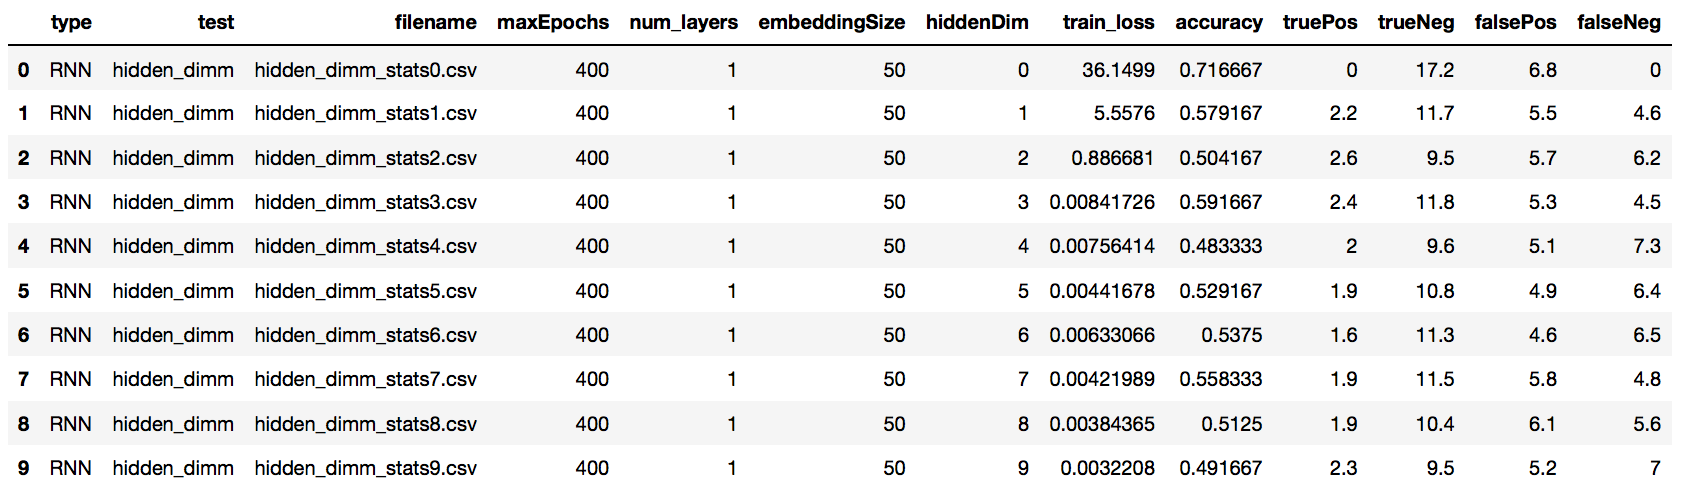 type test filename maxEpochs num_layers embeddingSize hiddenDim train_loss accuracy truePos trueNeg falsePos falseNeg
0 RNN hidden_dimm hidden_dimm_stats0.csv 400 1 50 0 36.1499 0.716667 0 17.2 6.8 0
1 RNN hidden_dimm hidden_dimm_stats1.csv 400 1 50 1 5.5576 0.579167 2.2 11.7 5.5 4.6
2 RNN hidden_dimm hidden_dimm_stats2.csv 400 1 50 2 0.886681 0.504167 2.6 9.5 5.7 6.2
3 RNN hidden_dimm hidden_dimm_stats3.csv 400 1 50 3 0.00841726 0.591667 2.4 11.8 5.3 4.5
4 RNN hidden_dimm hidden_dimm_stats4.csv 400 1 50 4 0.00756414 0.483333 2 9.6 5.1 7.3
5 RNN hidden_dimm hidden_dimm_stats5.csv 400 1 50 5 0.00441678 0.529167 1.9 10.8 4.9 6.4
6 RNN hidden_dimm hidden_dimm_stats6.csv 400 1 50 6 0.00633066 0.5375 1.6 11.3 4.6 6.5
7 RNN hidden_dimm hidden_dimm_stats7.csv 400 1 50 7 0.00421989 0.558333 1.9 11.5 5.8 4.8
8 RNN hidden_dimm hidden_dimm_stats8.csv 400 1 50 8 0.00384365 0.5125 1.9 10.4 6.1 5.6
9 RNN hidden_dimm hidden_dimm_stats9.csv 400 1 50 9 0.0032208 0.491667 2.3 9.5 5.2 7